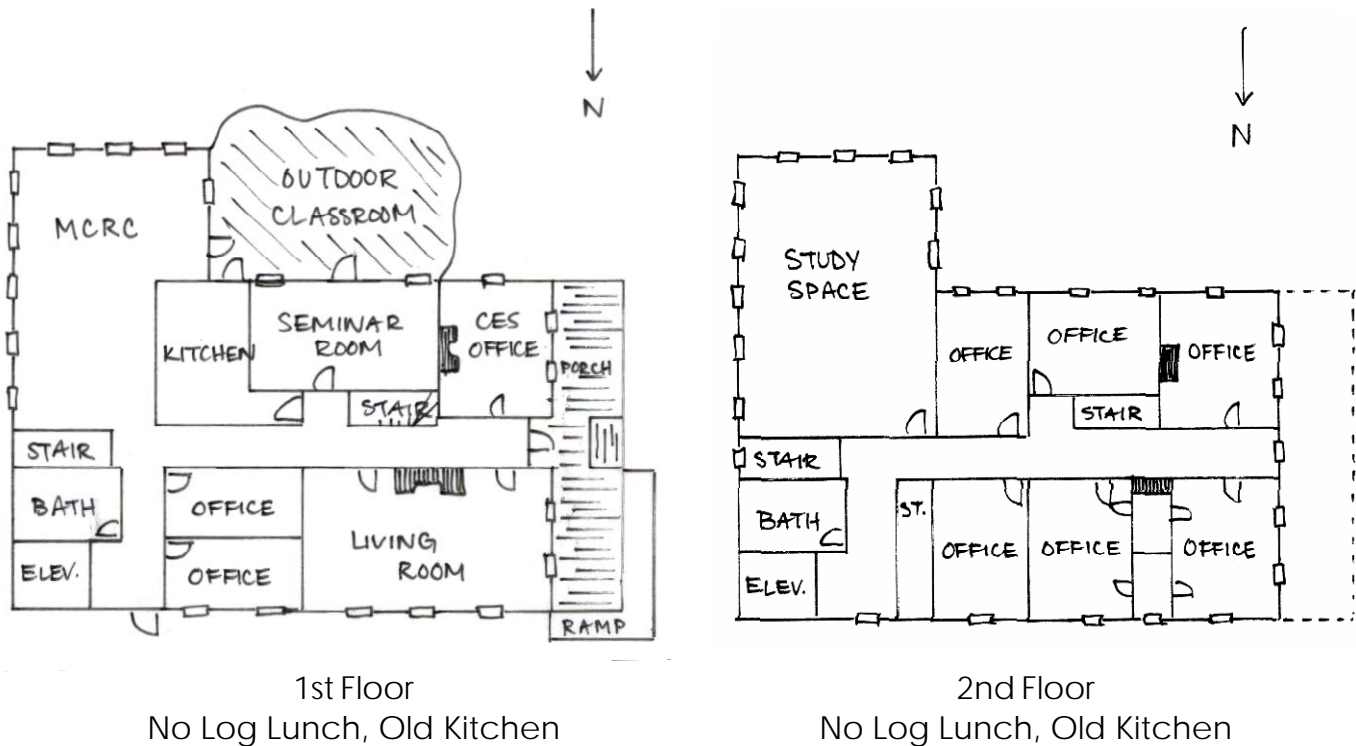 N
OUTDOOR
CLASSROOM
MCRC
SEMINAR
ROOM
CES
OFFICE
KITCHEN
PORCH
STAIR
STAIR
BATH
OFFICE
LIVING
ROOM
ELEV.
OFFICE
RAMP
1st Floor
No Log Lunch, Old Kitchen
N
STUDY
SPACE
OFFICE
OFFICE
OFFICE
STAIR
STAIR
BATH
ST.
OFFICE
OFFICE
OFFICE
ELEV.
2nd Floor
No Log Lunch, Old Kitchen